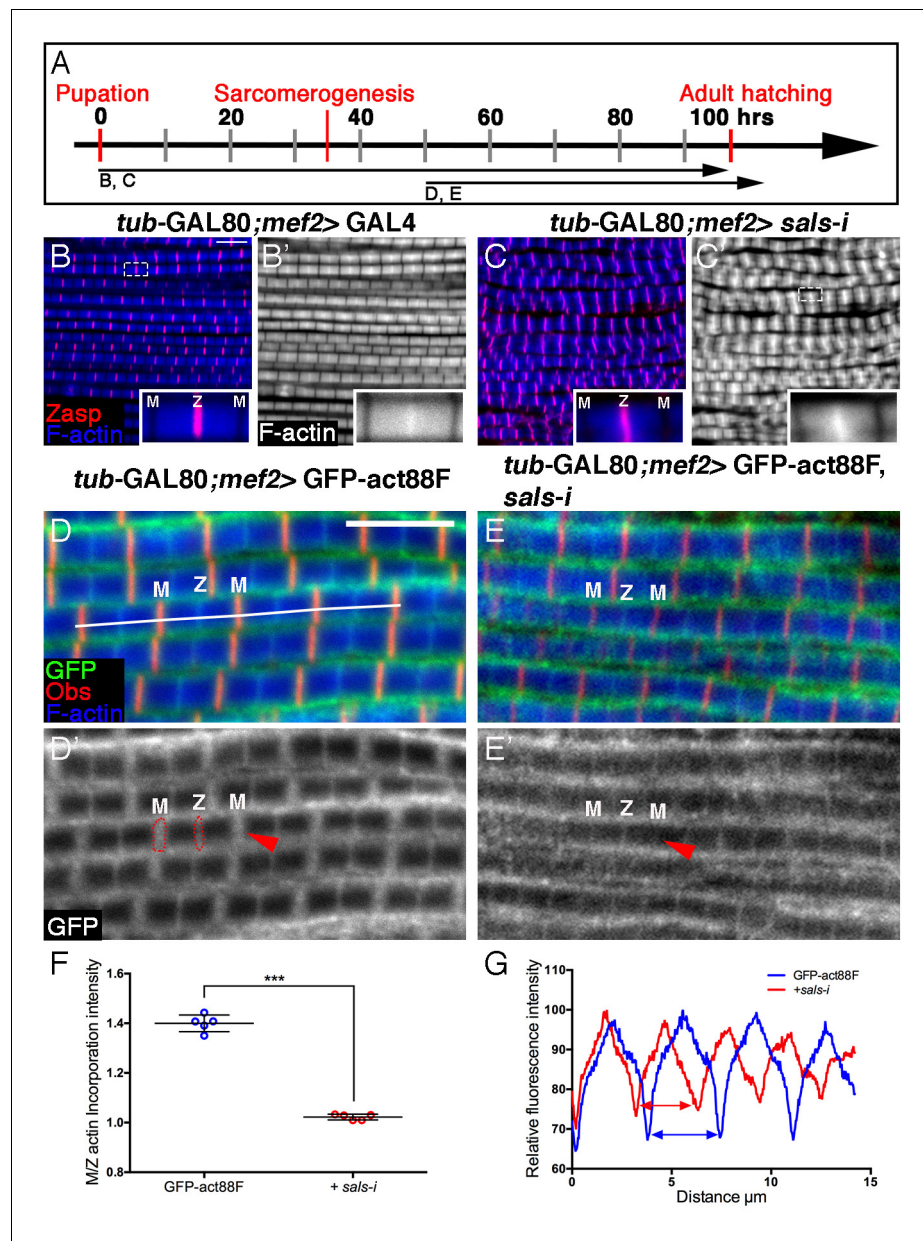 A
Pupation Sarcomerogenesis Adult hatching
0 20 40 60 80 100 hrs
B, C
D, E
tub-GAL80;mef2> GAL4 tub-GAL80;mef2> sals-i
B B' C C'
M Z M M Z M
Zasp
F-actin F-actin
tub-GAL80;mef2> GFP-act88F tub-GAL80;mef2> GFP-act88F,
sals-i
D E
M Z M M Z M
GFP
Obs
F-actin
D' E'
M Z M M Z M
GFP
F G
M/Z actin Incorporation intensity
1.6
1.4
1.2
1.0
0.8
***
GFP-act88F + sals-i
Relative fluorescence intensity
110
100
90
80
70
60
GFP-act88F
+sals-i
0 5 10 15
Distance µm